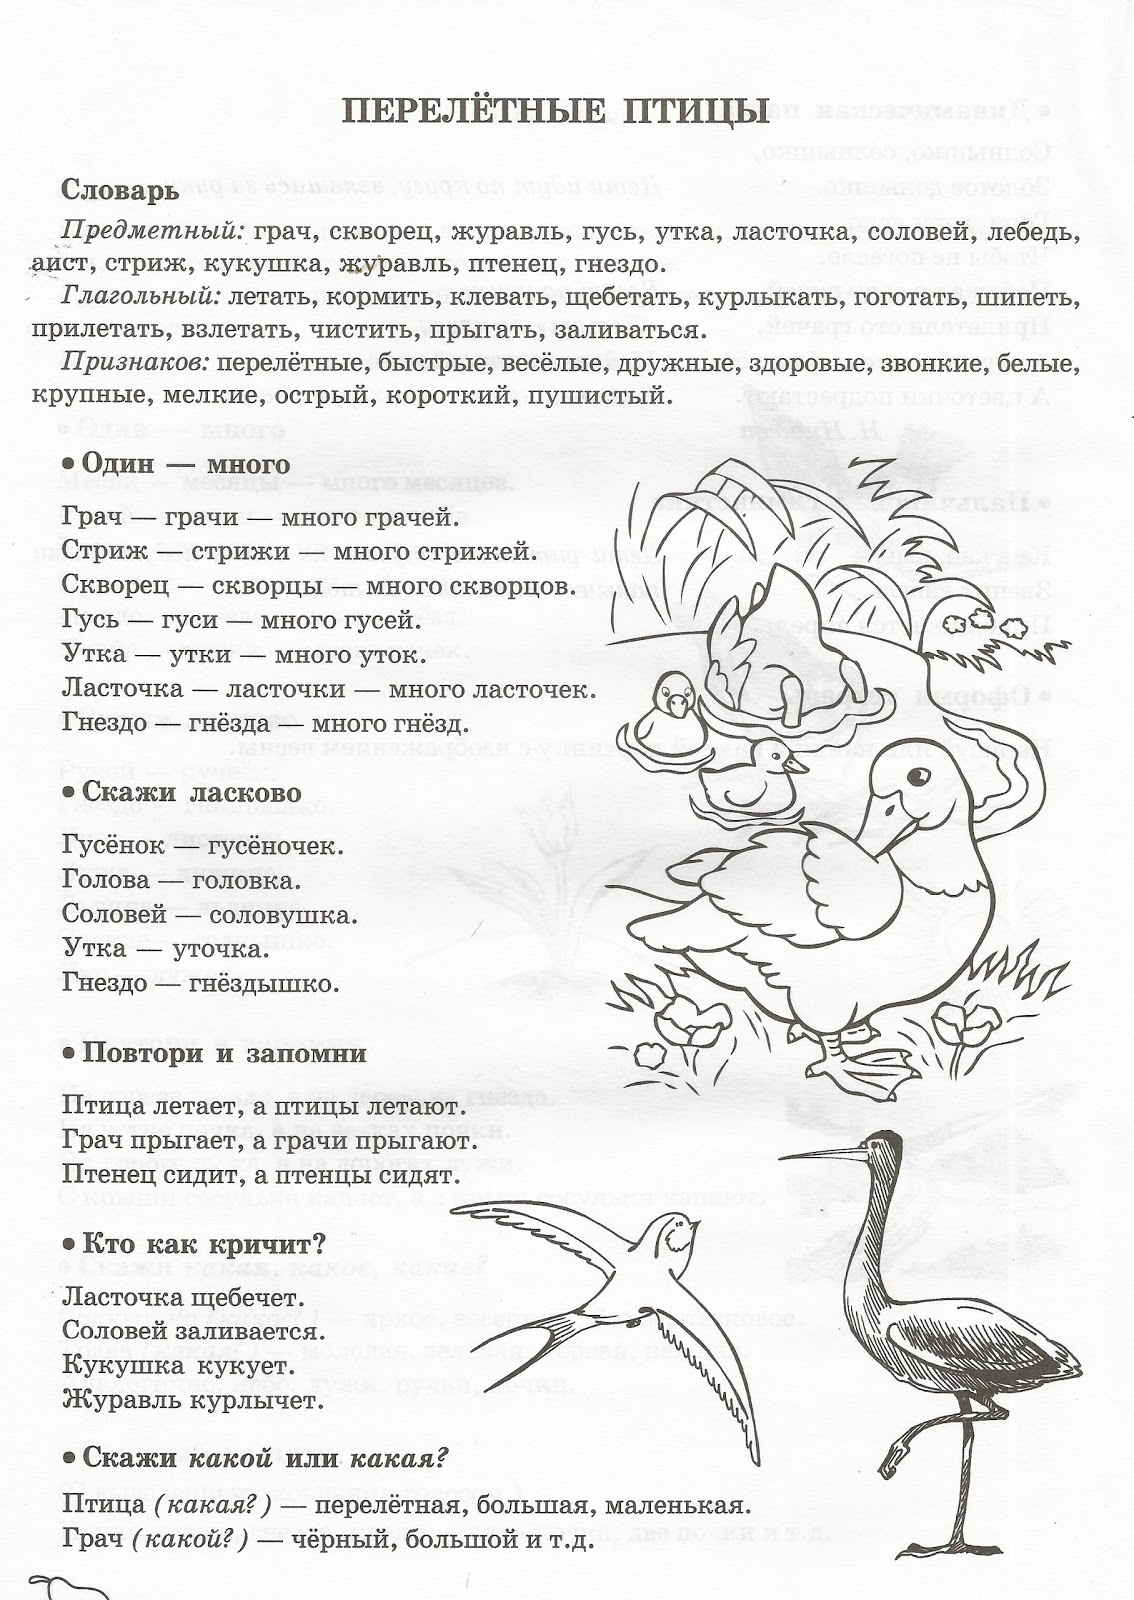 ПЕРЕЛЁТНЫЕ ПТИЦЫ
Словарь
Предметный: грач, скворец, журавль, гусь, утка, ласточка, соловей, лебедь,
аист, стриж, кукушка, журавль, птенец, гнездо.
Глагольный: летать, кормить, клевать, щебетать, курлыкать, гоготать, шипеть,
прилетать, взлетать, чистить, прыгать, заливаться.
Признаков: перелётные, быстрые, весёлые, дружные, здоровые, звонкие, белые,
крупные, мелкие, острый, короткий, пушистый.
• Один — много
Грач — грачи — много грачей.
Стриж — стрижи — много стрижей.
Скворец — скворцы — много скворцов.
Гусь — гуси — много гусей.
Утка — утки — много уток.
Ласточка — ласточки — много ласточек.
Гнездо — гнёзда — много гнёзд.
• Скажи ласково
Гусёнок — гусёночек.
Голова — головка.
Соловей — соловушка.
Утка — уточка.
Гнездо — гнёздышко.
• Повтори и запомни
Птица летает, а птицы летают.
Грач прыгает, а грачи прыгают.
Птенец сидит, а птенцы сидят.
• Кто как кричит?
Ласточка щебечет.
Соловей заливается.
Кукушка кукует.
Журавль курлычет.
• Скажи какой или какая?
Птица (какая?) — перелётная, большая, маленькая.
Грач (какой?) — чёрный, большой и т.д.